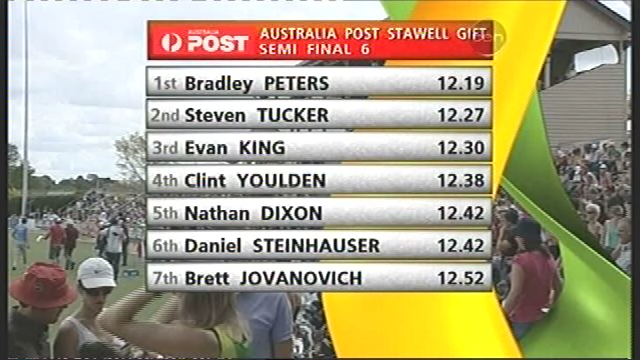 AUSTRALIA
POST
AUSTRALIA POST STAWELL GIFT
SEMI FINAL 6
1st Bradley PETERS 12.19
2nd Steven TUCKER 12.27
3rd Evan KING 12.30
4th Clint YOULDEN 12.38
5th Nathan DIXON 12.42
6th Daniel STEINHAUSER 12.42
7th Brett JOVANOVICH 12.52